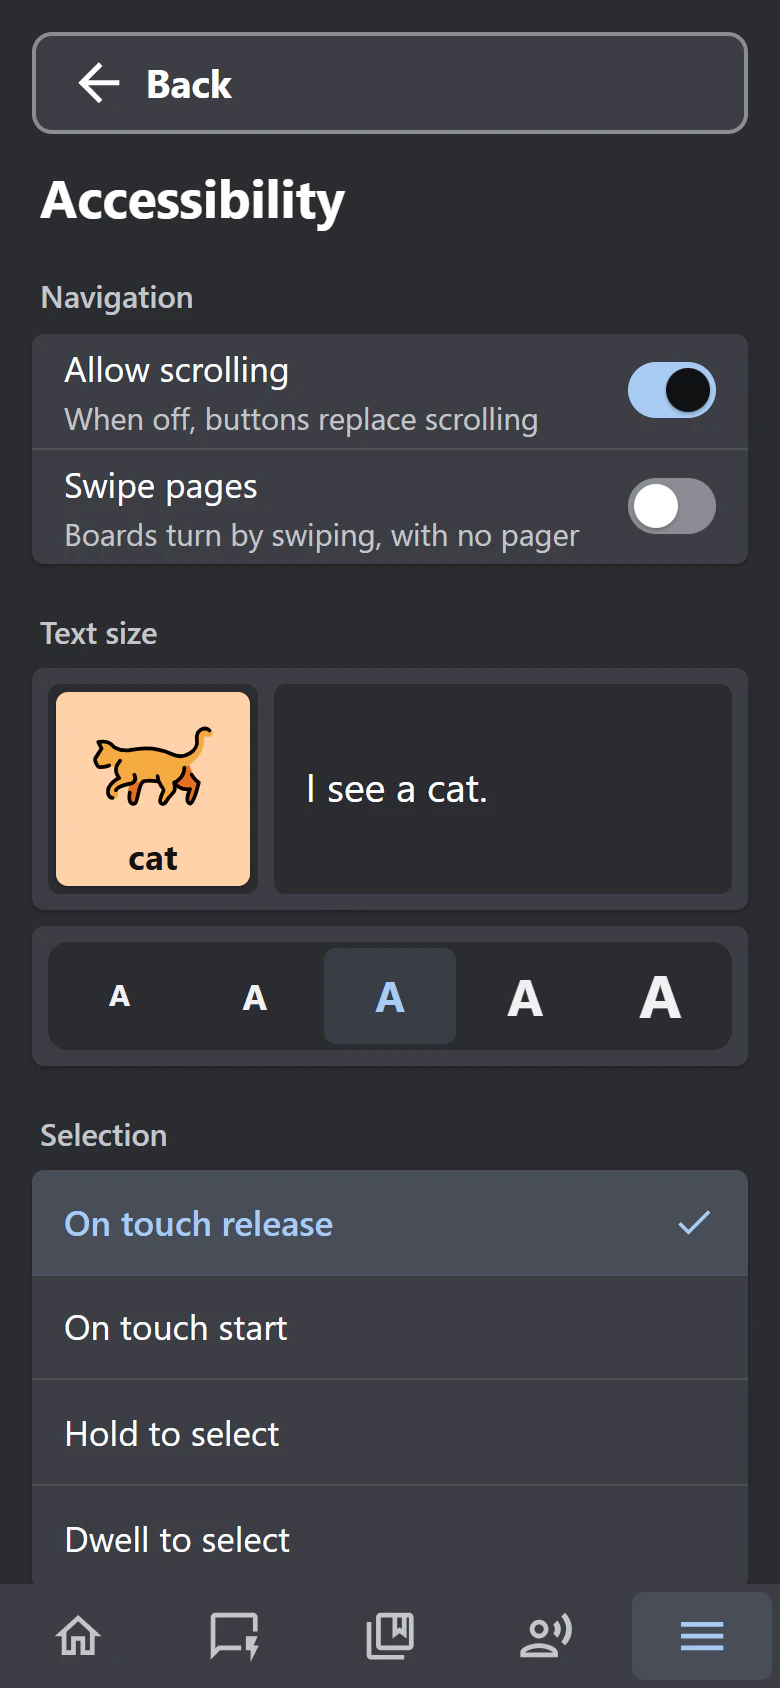 Back
Accessibility
Navigation
Allow scrolling
When off, buttons replace scrolling
Swipe pages
Boards turn by swiping, with no pager
Text size
cat
I see a cat.
A A A A A
Selection
On touch release
On touch start
Hold to select
Dwell to select